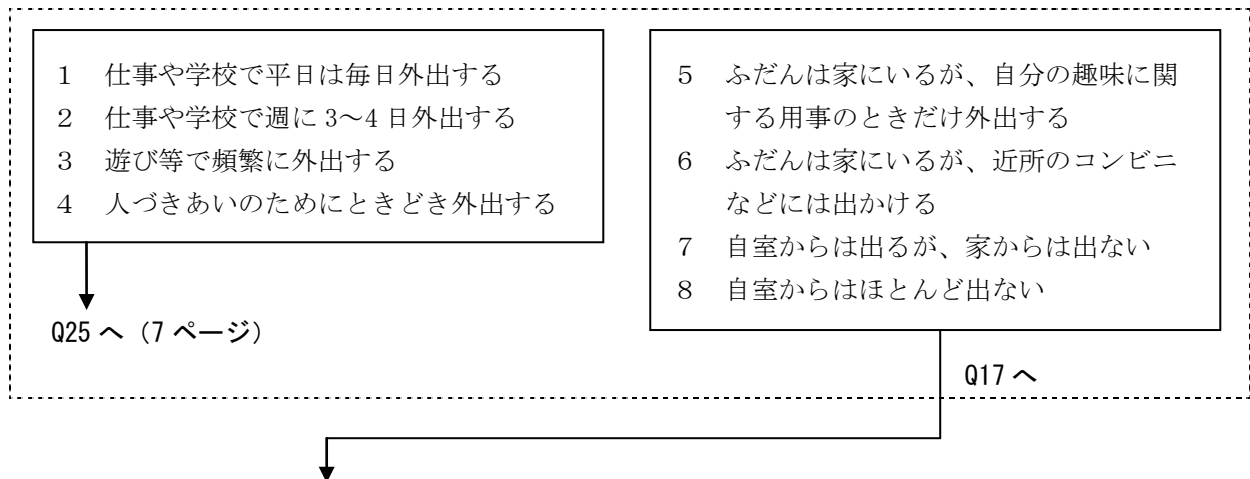 １　仕事や学校で平日は毎日外出する
２　仕事や学校で週に 3～4 日外出する
３　遊び等で頻繁に外出する
４　人づきあいのためにときどき外出する
Q25 へ（7 ページ）
５　ふだんは家にいるが、自分の趣味に関
する用事のときだけ外出する
６　ふだんは家にいるが、近所のコンビニ
などには出かける
７　自室からは出るが、家からは出ない
８　自室からはほとんど出ない
Q17 へ